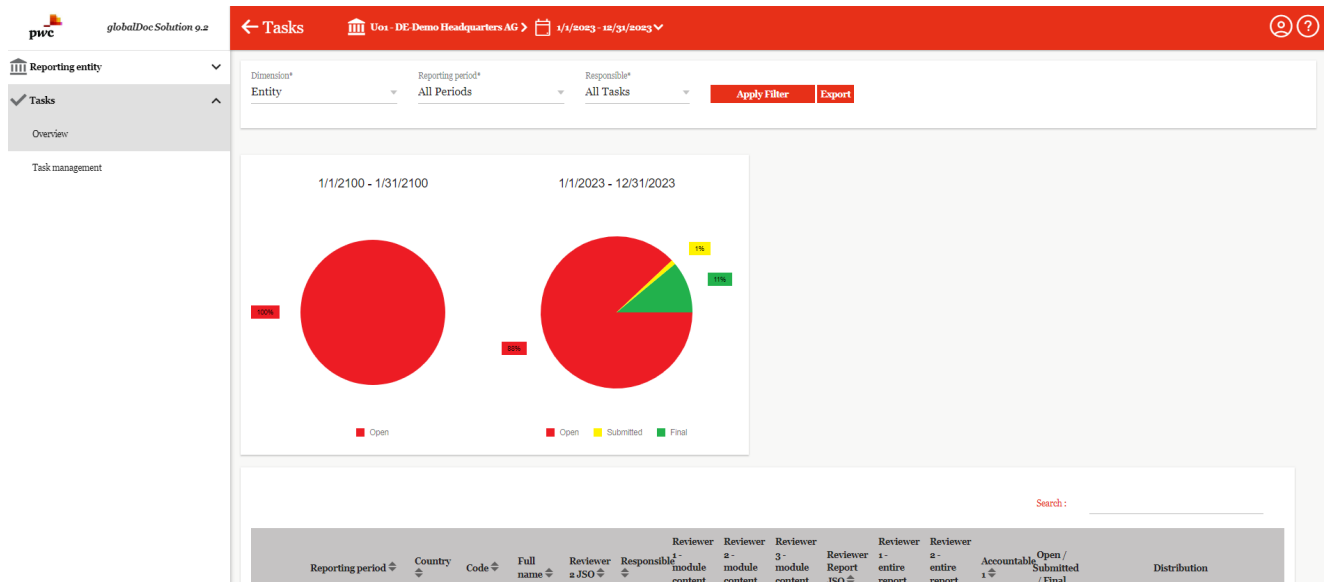 pwc
globalDoc Solution 9.2
Tasks
U01 - DE-Demo Headquarters AG
1/1/2023 - 12/31/2023
?
Reporting entity
Tasks
Overview
Task management
Dimension*
Entity
Reporting period*
All Periods
Responsible*
All Tasks
Apply Filter
Export
1/1/2100 - 1/31/2100
100%
Open
1/1/2023 - 12/31/2023
1%
11%
88%
Open
Submitted
Final
Search :
Reporting period
Country
Code
Full
name
Reviewer
2 JSO
Responsible
Reviewer
1 -
module
content
Reviewer
2 -
module
content
Reviewer
3 -
module
content
Reviewer
Report
JSO
Reviewer
1 -
entire
report
Reviewer
2 -
entire
report
Accountable
1
Open /
Submitted
/ Final
Distribution